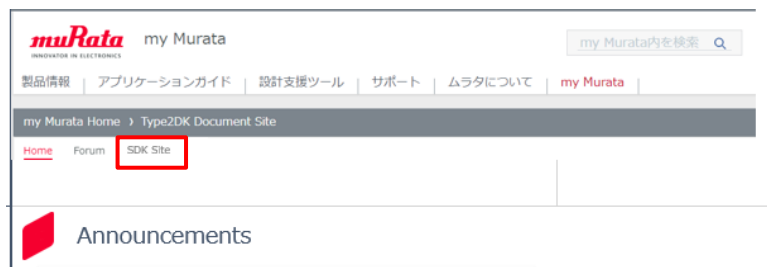 muRata my Murata
INNOVATOR IN ELECTRONICS
my Murata内を検索
製品情報 | アプリケーションガイド | 設計支援ツール | サポート | ムラタについて | my Murata |
my Murata Home > Type2DK Document Site
Home Forum SDK Site
Announcements